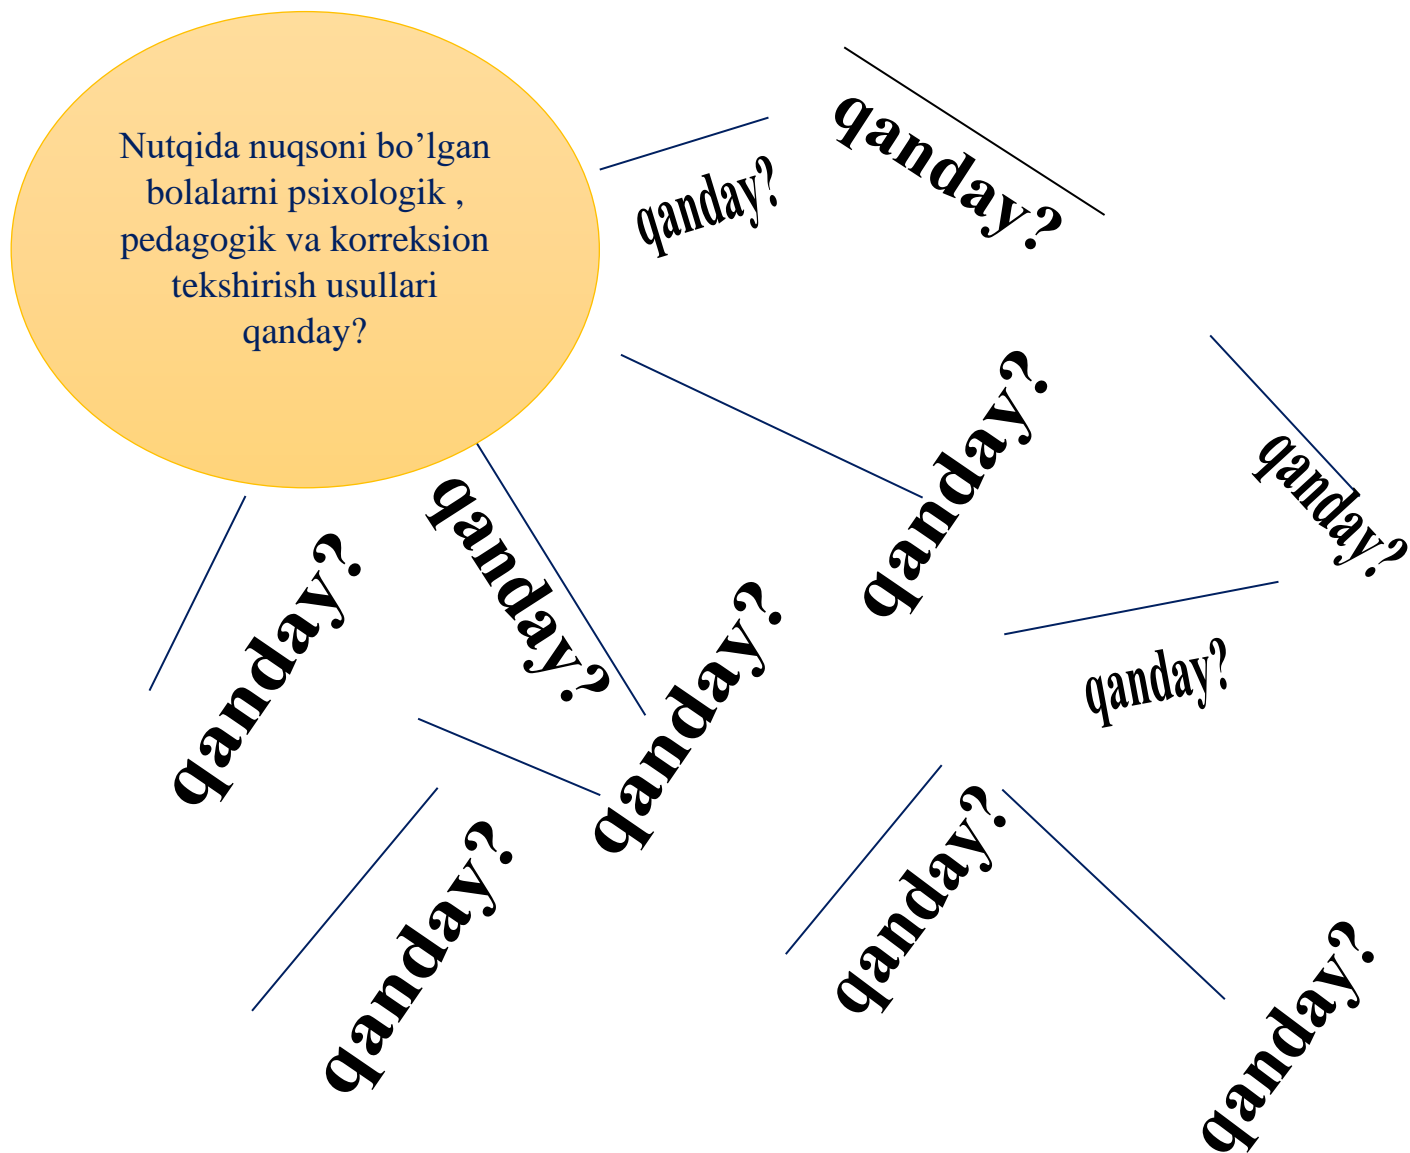 Nutqida nuqsoni bo’lgan
bolalarni psixologik ,
pedagogik va korreksion
tekshirish usullari
qanday?
qanday?
qanday?
qanday?
qanday?
qanday?
qanday?
qanday?
qanday?
qanday?
qanday?
qanday?